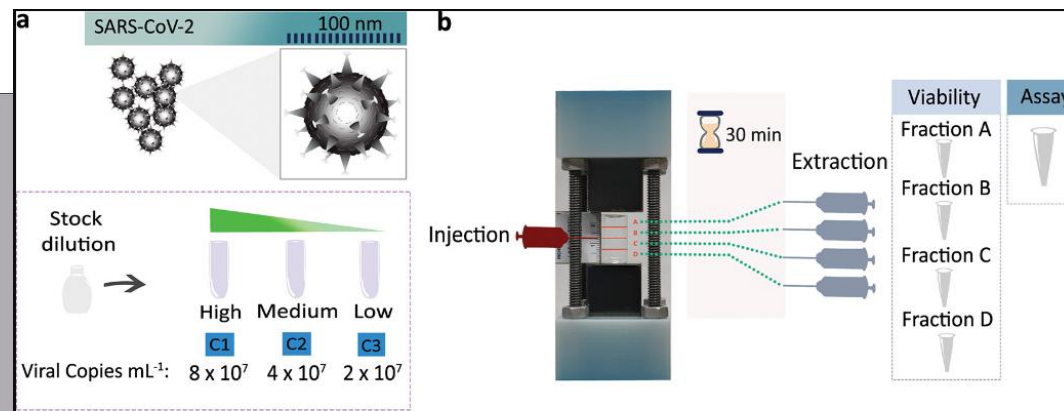 a
SARS-CoV-2
100 nm
Stock
dilution
High Medium Low
C1 C2 C3
Viral Copies mL⁻¹: 8 x 10⁷ 4 x 10⁷ 2 x 10⁷
b
Injection
A
B
C
D
30 min
Extraction
Viability
Fraction A
Fraction B
Fraction C
Fraction D
Assay